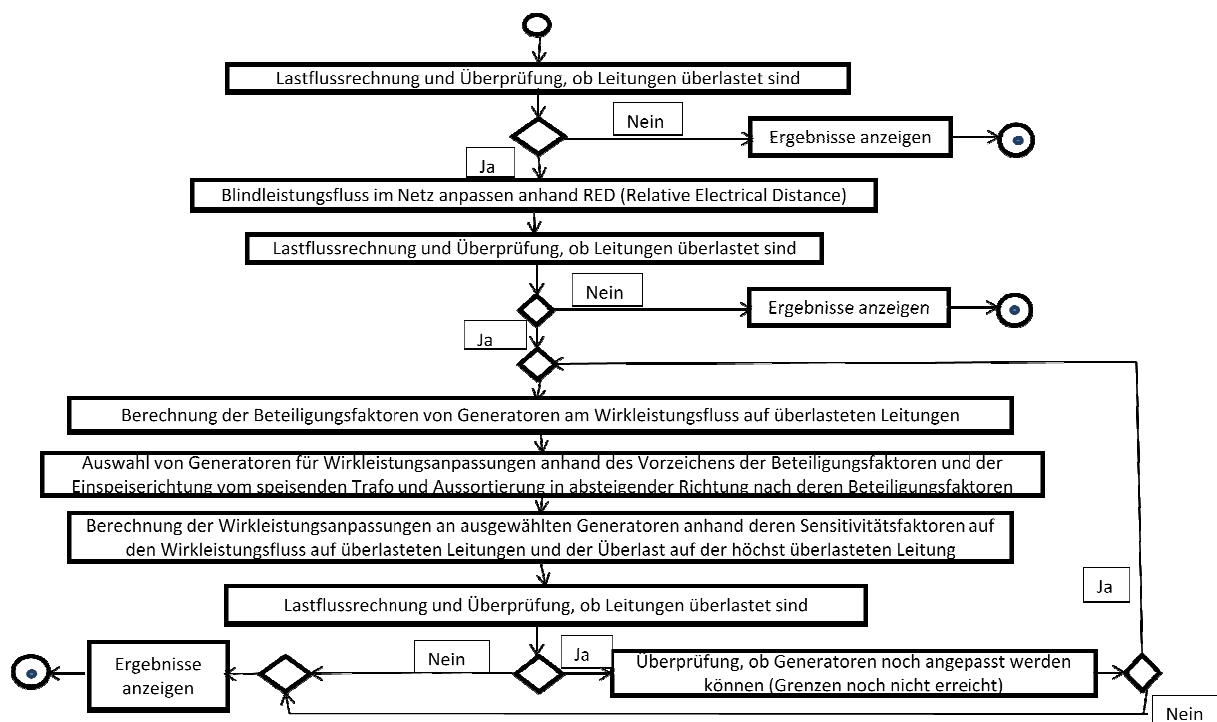 Lastflussrechnung und Überprüfung, ob Leitungen überlastet sind
Nein
Ergebnisse anzeigen
Ja
Blindleistungsfluss im Netz anpassen anhand RED (Relative Electrical Distance)
Lastflussrechnung und Überprüfung, ob Leitungen überlastet sind
Nein
Ergebnisse anzeigen
Ja
Berechnung der Beteiligungsfaktoren von Generatoren am Wirkleistungsfluss auf überlasteten Leitungen
Auswahl von Generatoren für Wirkleistungsanpassungen anhand des Vorzeichens der Beteiligungsfaktoren und der
Einspeiserichtung vom speisenden Trafo und Aussortierung in absteigender Richtung nach deren Beteiligungsfaktoren
Berechnung der Wirkleistungsanpassungen an ausgewählten Generatoren anhand deren Sensitivitätsfaktoren auf
den Wirkleistungsfluss auf überlasteten Leitungen und der Überlast auf der höchst überlasteten Leitung
Ja
Lastflussrechnung und Überprüfung, ob Leitungen überlastet sind
Ergebnisse
anzeigen
Nein
Ja
Überprüfung, ob Generatoren noch angepasst werden
können (Grenzen noch nicht erreicht)
Nein